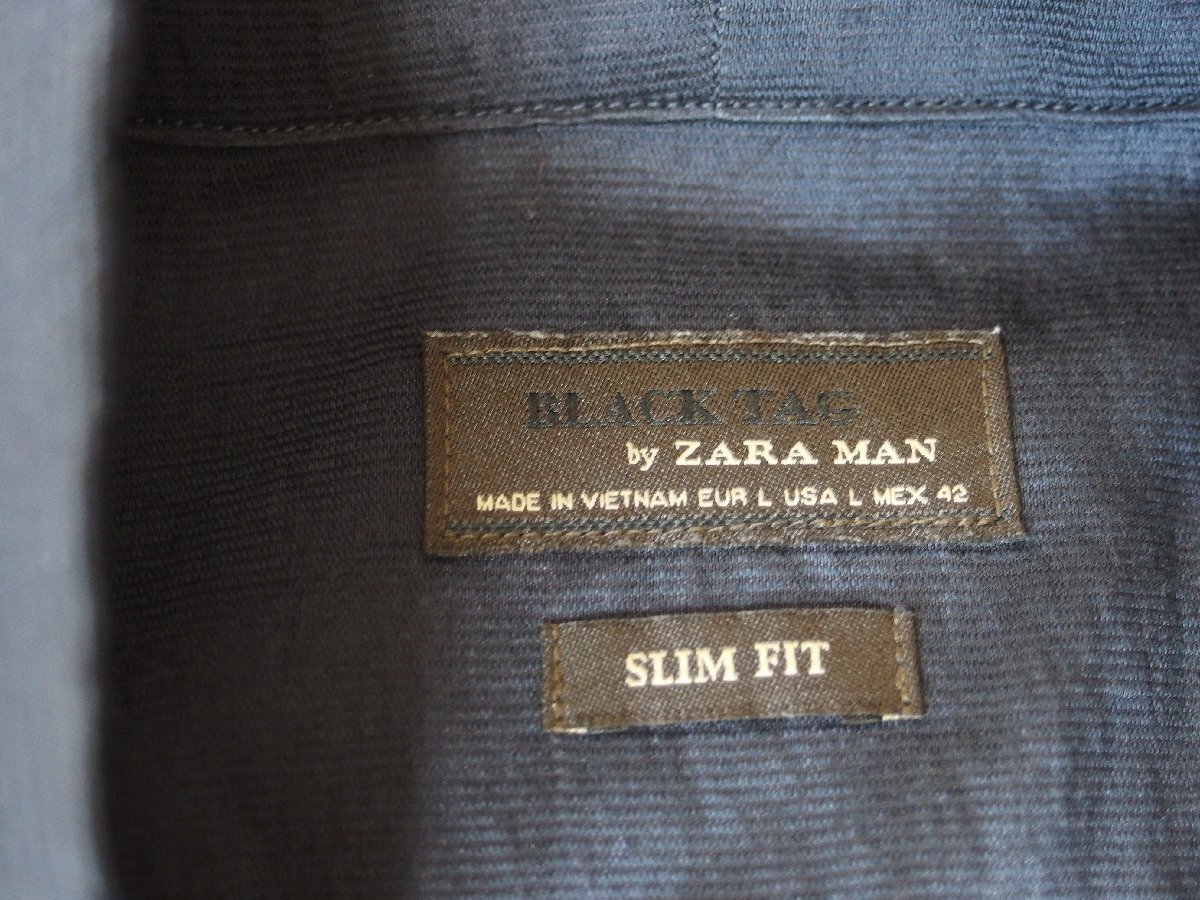 BLACK TAG
by ZARA MAN
MADE IN VIETNAM EUR L USA L MEX 42
SLIM FIT